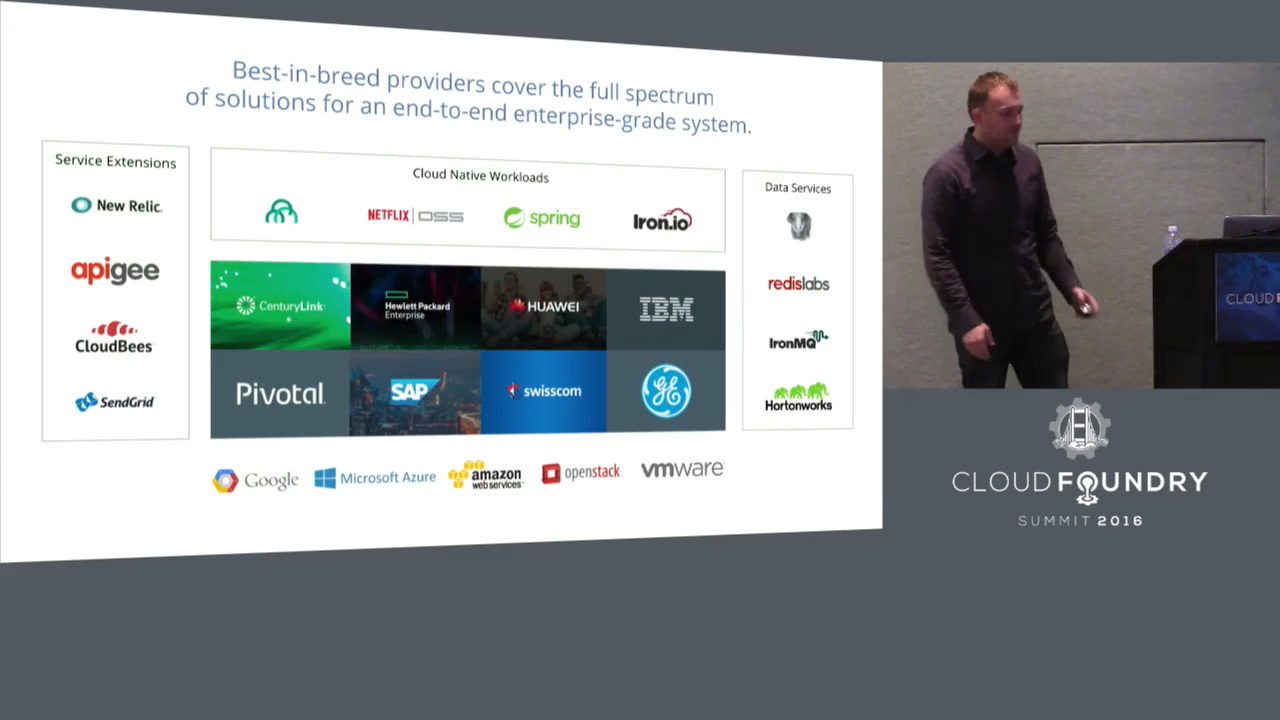 Best-in-breed providers cover the full spectrum
of solutions for an end-to-end enterprise-grade system.
Service Extensions
New Relic.
apigee
CloudBees
SendGrid
Cloud Native Workloads
NETFLIX | OSS
spring
Iron.io
CenturyLink
Hewlett Packard
Enterprise
HUAWEI
IBM
Pivotal
SAP
swisscom
GE
Google
Microsoft Azure
amazon
web services
openstack
vmware
Data Services
redislabs
IronMQ
Hortonworks
CLOUD F
CLOUD FOUNDRY
SUMMIT 2016